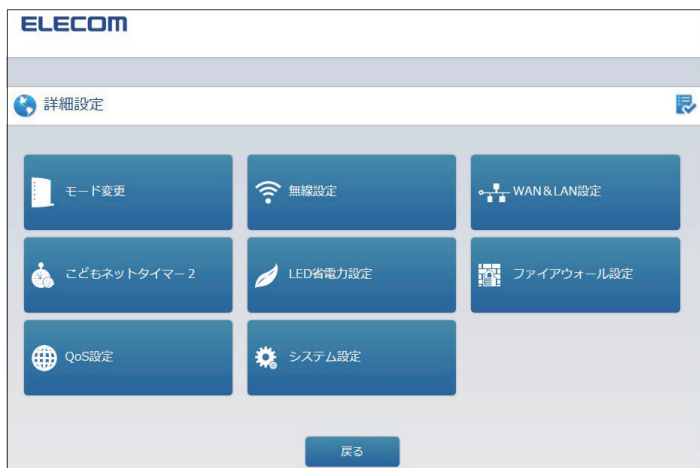 ELECOM
詳細設定
モード変更
無線設定
WAN&LAN設定
こどもネットタイマー2
LED省電力設定
ファイアウォール設定
QoS設定
システム設定
戻る